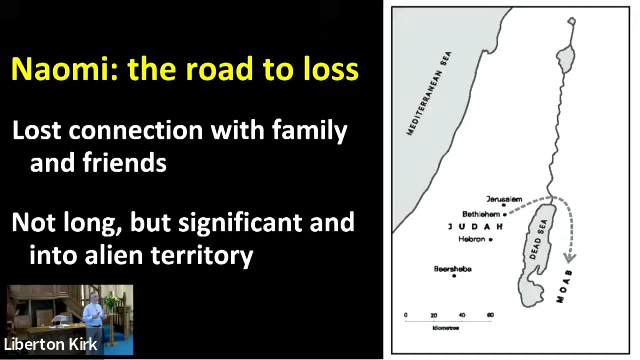 Naomi: the road to loss
Lost connection with family
and friends
Not long, but significant and
into alien territory
Liberton Kirk
MEDITERRANEAN SEA
Jerusalem
Bethlehem
JUDAH
Hebron
Beersheba
DEAD SEA
MOAB
0 20 40 60
kilometres